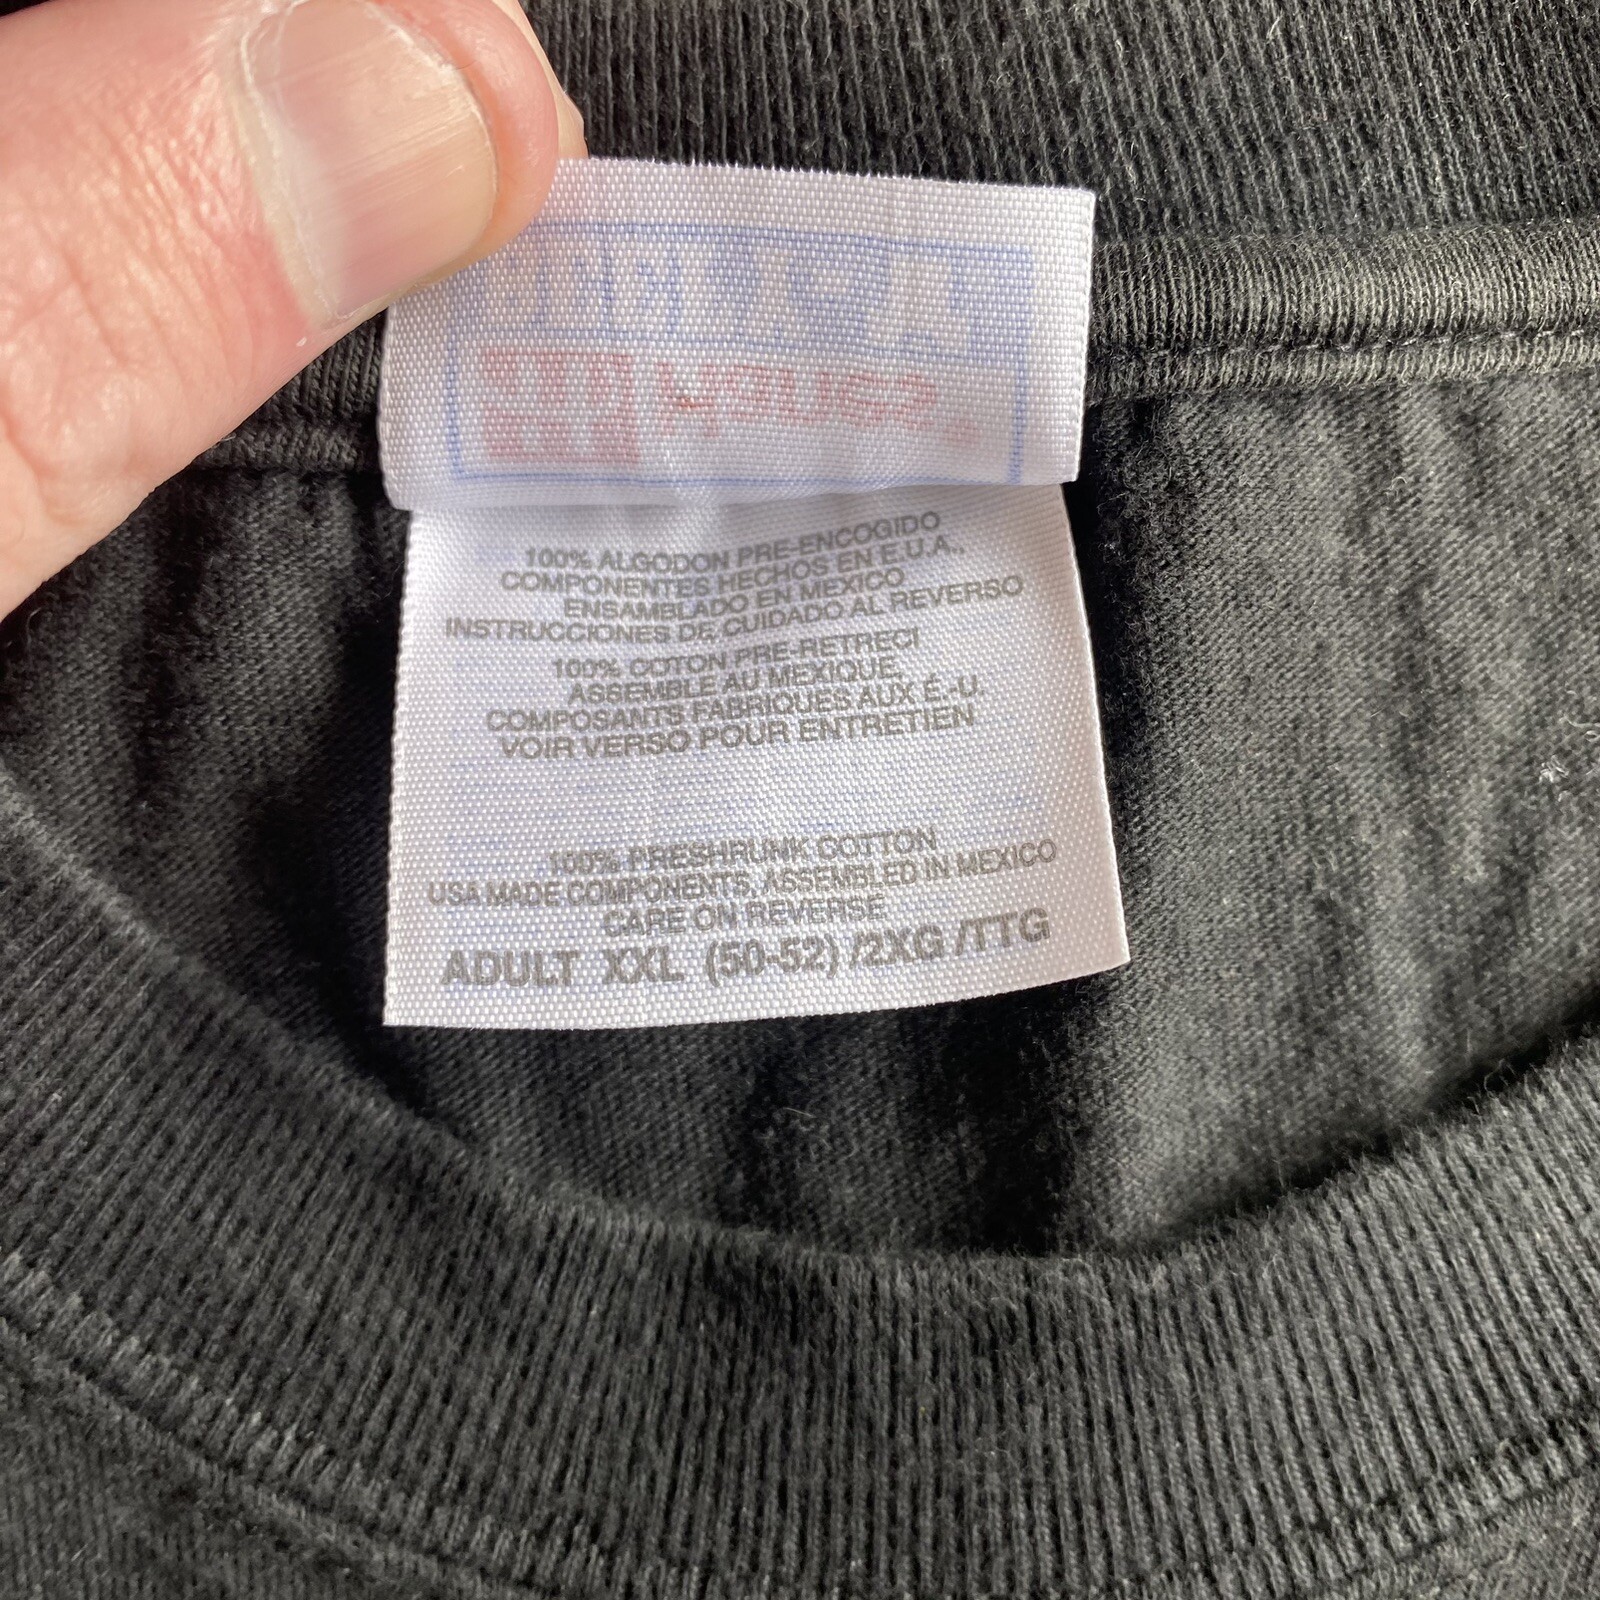 100% ALGODON PRE-ENCOGIDO
COMPONENTES HECHOS EN E.U.A.,
ENSAMBLADO EN MEXICO
INSTRUCCIONES DE CUIDADO AL REVERSO
100% COTON PRE-RETRECI
ASSEMBLE AU MEXIQUE,
COMPOSANTS FABRIQUES AUX É.-U.
VOIR VERSO POUR ENTRETIEN
100% PRESHRUNK COTTON
USA MADE COMPONENTS, ASSEMBLED IN MEXICO
CARE ON REVERSE
ADULT XXL (50-52) /2XG /TTG